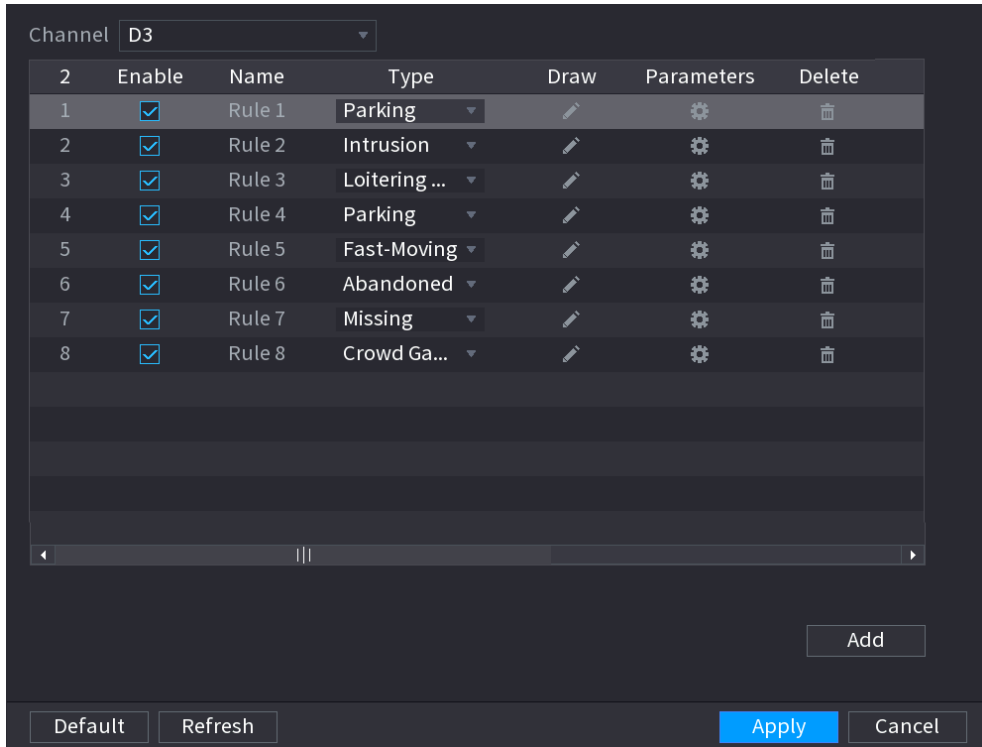 Channel D3
2 Enable Name Type Draw Parameters Delete
1 Rule 1 Parking
2 Rule 2 Intrusion
3 Rule 3 Loitering ...
4 Rule 4 Parking
5 Rule 5 Fast-Moving
6 Rule 6 Abandoned
7 Rule 7 Missing
8 Rule 8 Crowd Ga...
Add
Default Refresh Apply Cancel